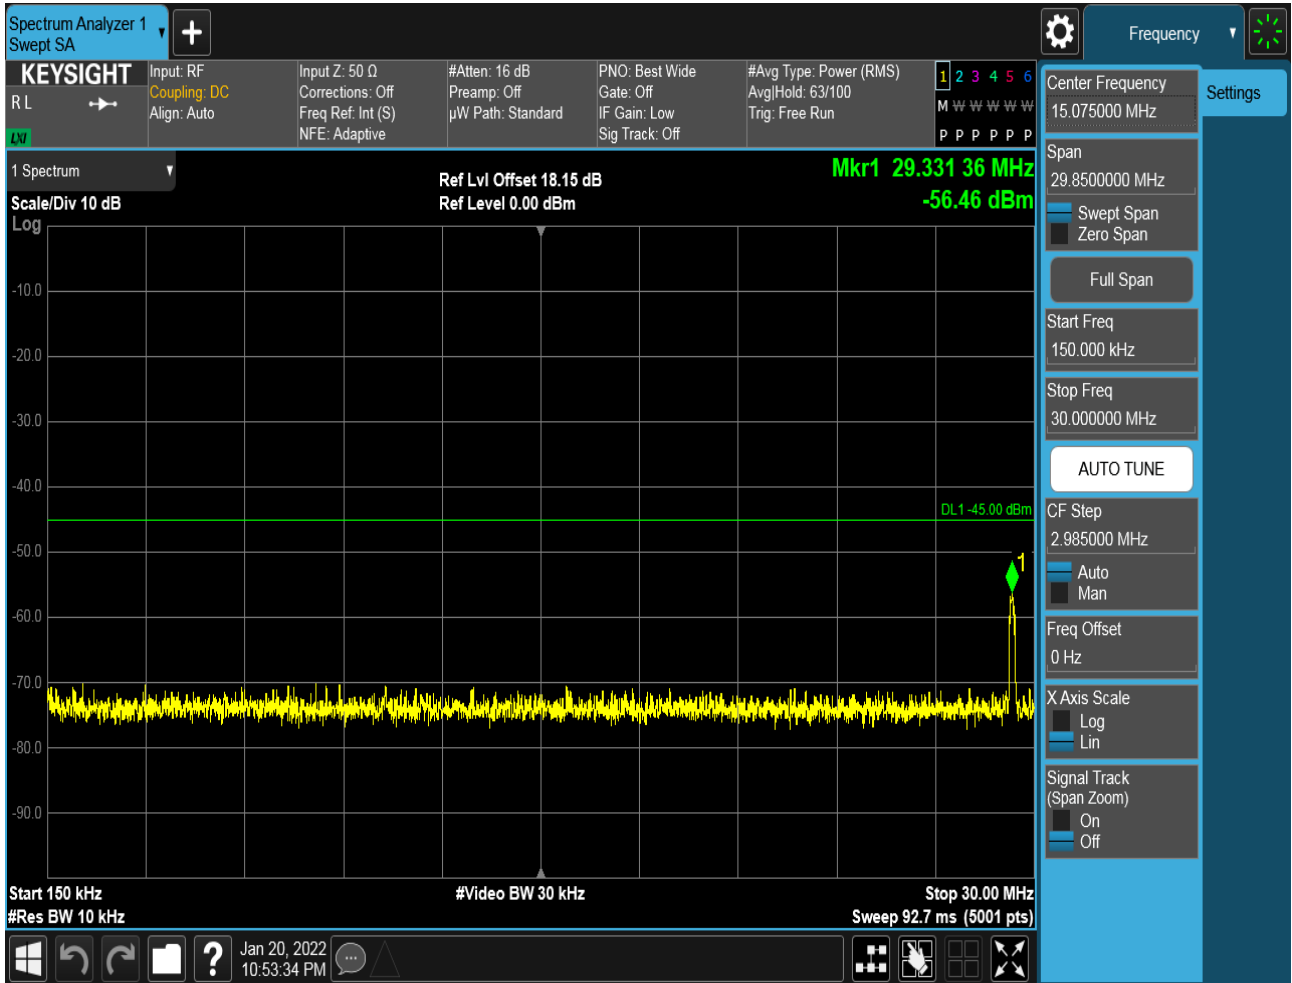 Spectrum Analyzer 1
Swept SA
Frequency
KEYSIGHT
R L
LXI
Input: RF
Coupling: DC
Align: Auto
Input Z: 50 Ω
Corrections: Off
Freq Ref: Int (S)
NFE: Adaptive
#Atten: 16 dB
Preamp: Off
µW Path: Standard
PNO: Best Wide
Gate: Off
IF Gain: Low
Sig Track: Off
#Avg Type: Power (RMS)
Avg|Hold: 63/100
Trig: Free Run
1 2 3 4 5 6
M W W W W W
P P P P P P
1 Spectrum
Scale/Div 10 dB
Log
Ref Lvl Offset 18.15 dB
Ref Level 0.00 dBm
Mkr1 29.331 36 MHz
-56.46 dBm
-10.0
-20.0
-30.0
-40.0
DL1 -45.00 dBm
-50.0
1
-60.0
-70.0
-80.0
-90.0
Start 150 kHz
#Video BW 30 kHz
Stop 30.00 MHz
#Res BW 10 kHz
Sweep 92.7 ms (5001 pts)
Center Frequency
15.075000 MHz
Settings
Span
29.8500000 MHz
Swept Span
Zero Span
Full Span
Start Freq
150.000 kHz
Stop Freq
30.000000 MHz
AUTO TUNE
CF Step
2.985000 MHz
Auto
Man
Freq Offset
0 Hz
X Axis Scale
Log
Lin
Signal Track
(Span Zoom)
On
Off
?
Jan 20, 2022
10:53:34 PM